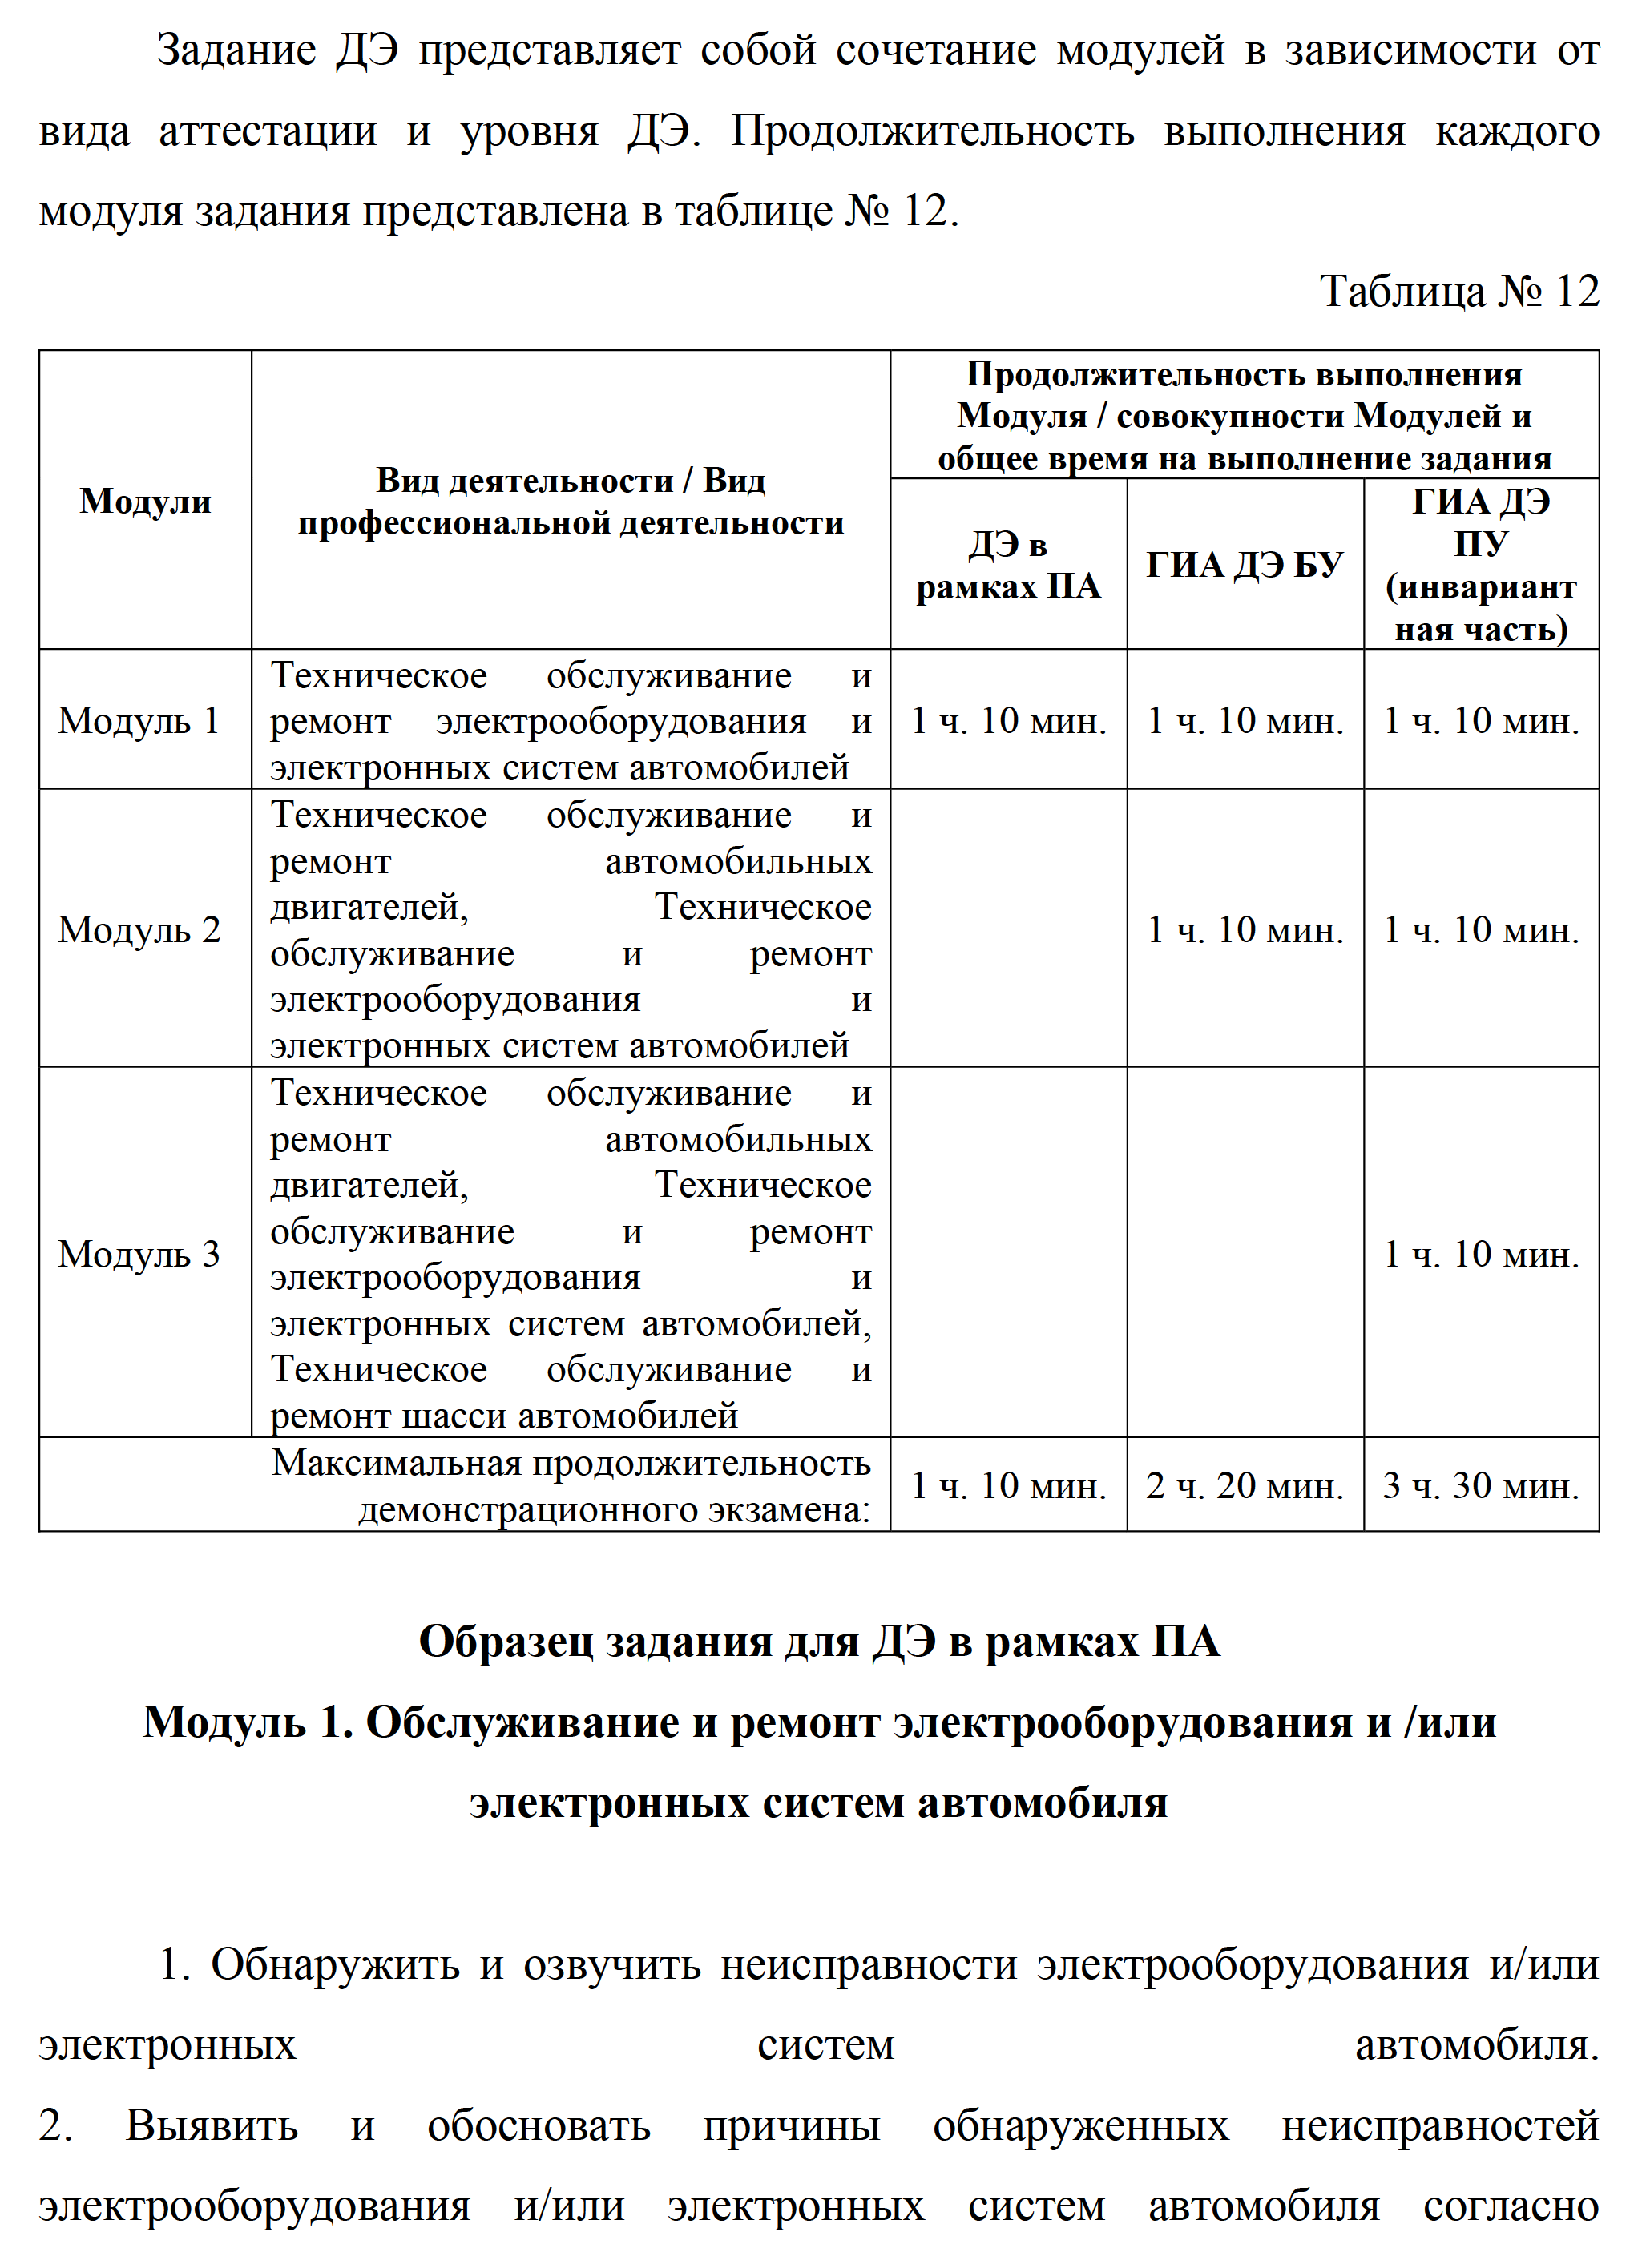 Задание ДЭ представляет собой сочетание модулей в зависимости от
вида аттестации и уровня ДЭ. Продолжительность выполнения каждого
модуля задания представлена в таблице № 12.
Таблица № 12
Модули
Вид деятельности / Вид
профессиональной деятельности
Продолжительность выполнения
Модуля / совокупности Модулей и
общее время на выполнение задания
ДЭ в
рамках ПА
ГИА ДЭ БУ
ГИА ДЭ
ПУ
(инвариант
ная часть)
Модуль 1
Техническое обслуживание и
ремонт электрооборудования и
электронных систем автомобилей
1 ч. 10 мин.
1 ч. 10 мин.
1 ч. 10 мин.
Модуль 2
Техническое обслуживание и
ремонт автомобильных
двигателей, Техническое
обслуживание и ремонт
электрооборудования и
электронных систем автомобилей
1 ч. 10 мин.
1 ч. 10 мин.
Модуль 3
Техническое обслуживание и
ремонт автомобильных
двигателей, Техническое
обслуживание и ремонт
электрооборудования и
электронных систем автомобилей,
Техническое обслуживание и
ремонт шасси автомобилей
1 ч. 10 мин.
Максимальная продолжительность
демонстрационного экзамена:
1 ч. 10 мин.
2 ч. 20 мин.
3 ч. 30 мин.
Образец задания для ДЭ в рамках ПА
Модуль 1. Обслуживание и ремонт электрооборудования и /или
электронных систем автомобиля
1. Обнаружить и озвучить неисправности электрооборудования и/или
электронных систем автомобиля.
2. Выявить и обосновать причины обнаруженных неисправностей
электрооборудования и/или электронных систем автомобиля согласно